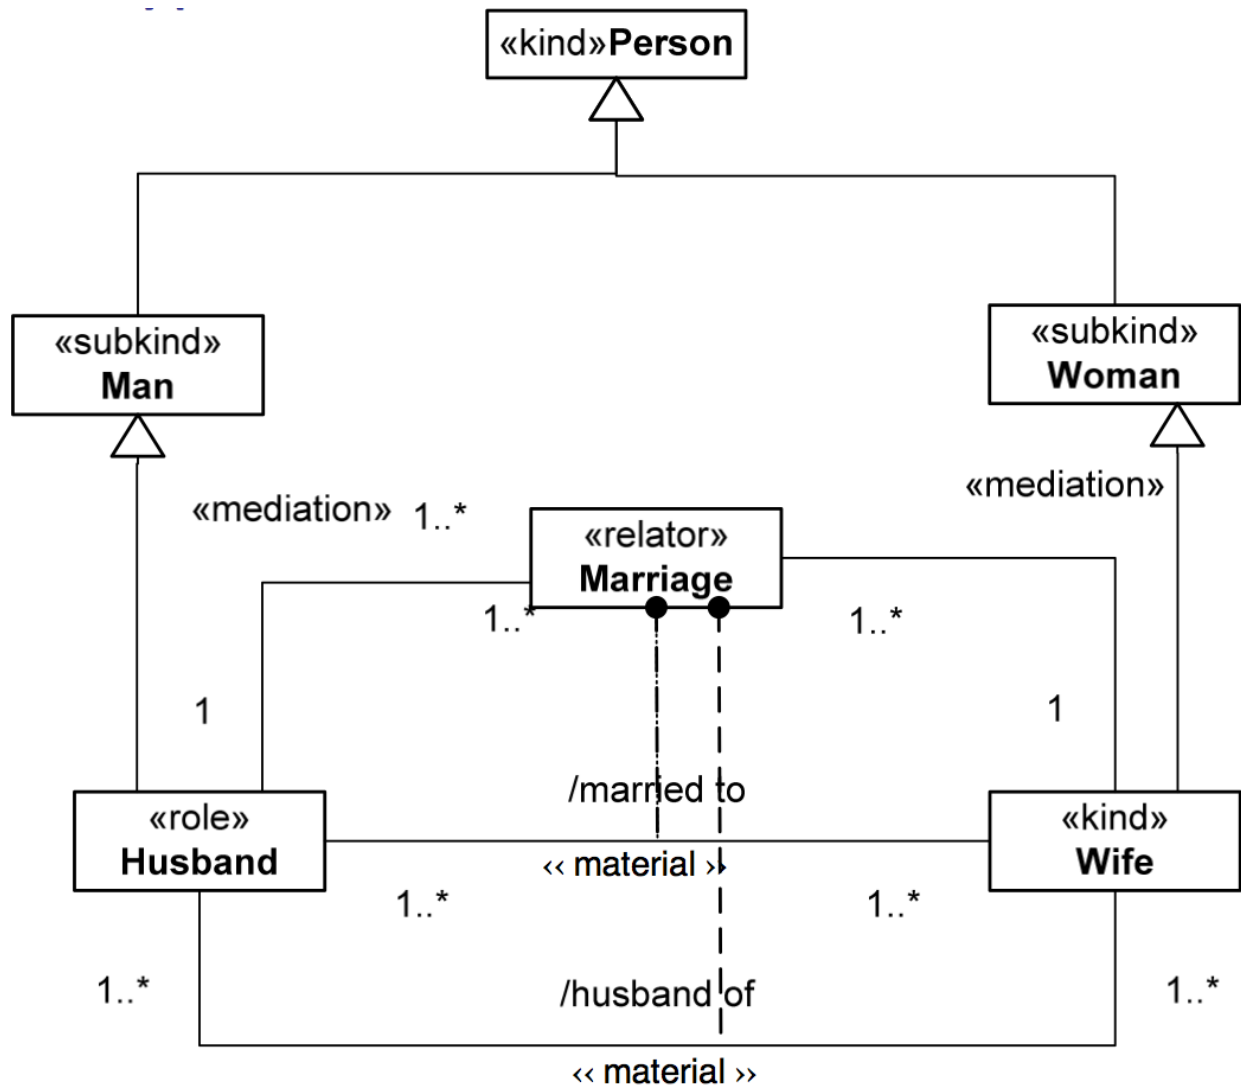 «kind»Person
«subkind»
Man
«subkind»
Woman
«mediation»
1..*
«mediation»
«relator»
Marriage
1..*
1..*
1
1
/married to
«role»
Husband
«kind»
Wife
‹‹ material ››
1..*
1..*
1..*
/husband of
1..*
‹‹ material ››